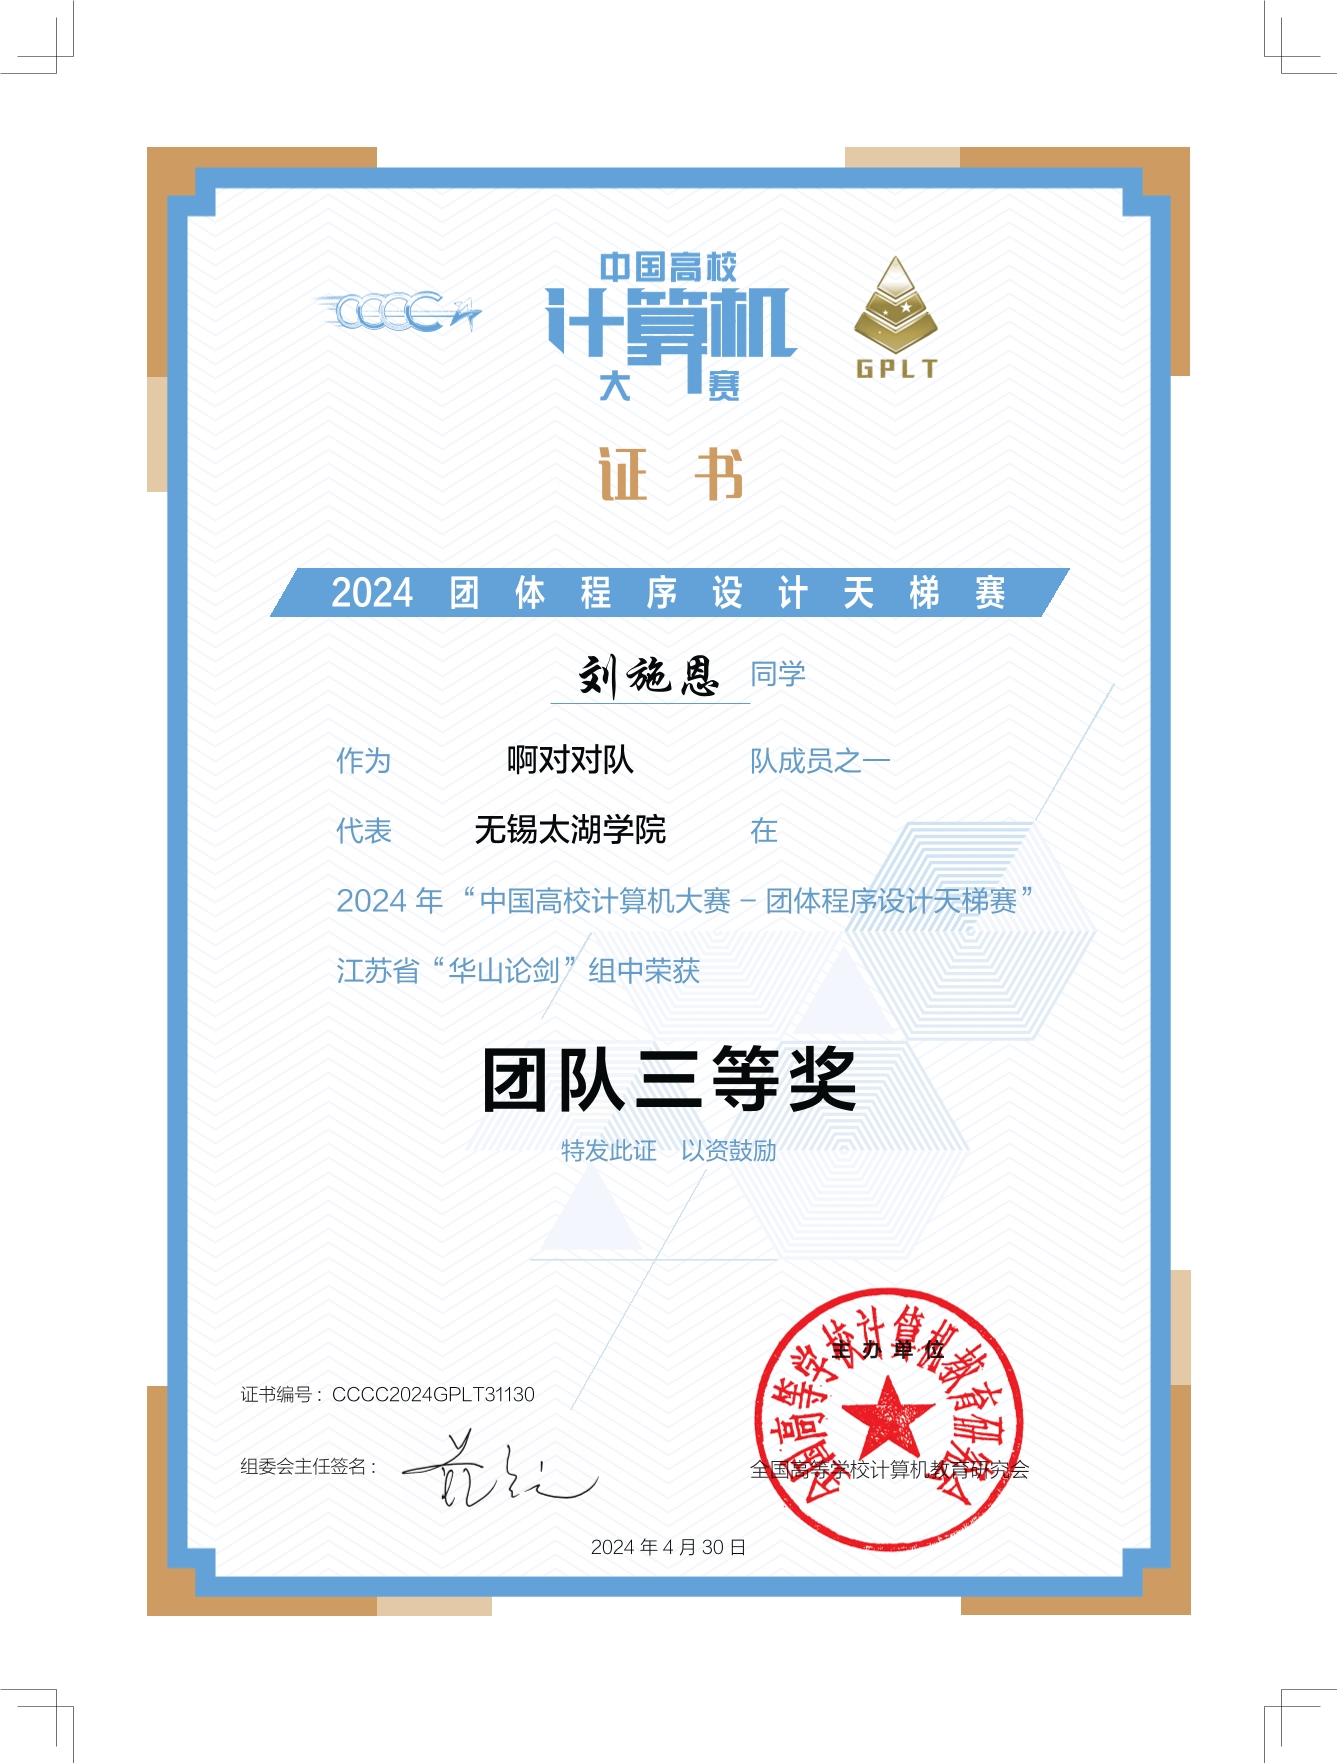 中国高校
计算机
大赛
CCCC
GPLT
证书
2024 团体程序设计天梯赛
刘施恩 同学
作为 啊对对队 队成员之一
代表 无锡太湖学院 在
2024 年 “中国高校计算机大赛 – 团体程序设计天梯赛”
江苏省“华山论剑”组中荣获
团队三等奖
特发此证 以资鼓励
主办单位
全国高等学校计算机教育研究会
证书编号：CCCC2024GPLT31130
组委会主任签名：
全国高等学校计算机教育研究会
2024 年 4 月 30 日